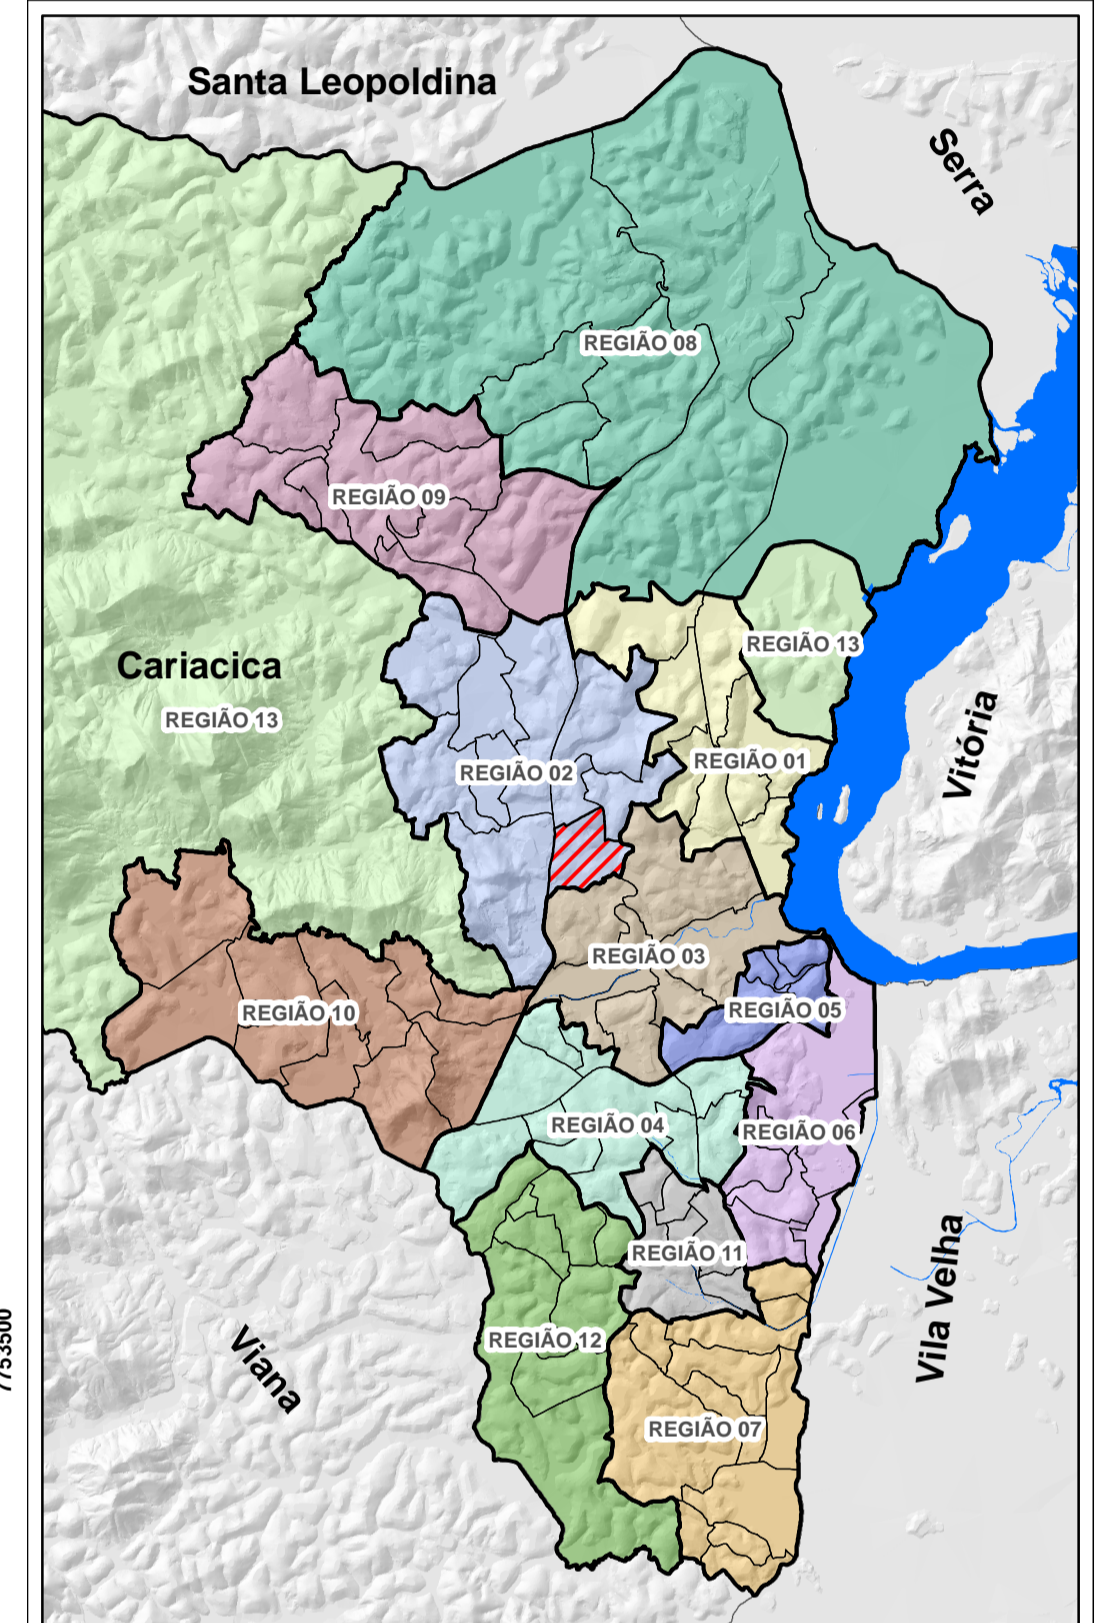 Santa Leopoldina
Serra
REGIÃO 08
REGIÃO 09
REGIÃO 13
Cariacica
REGIÃO 13
Vitória
REGIÃO 01
REGIÃO 02
REGIÃO 03
REGIÃO 05
REGIÃO 10
REGIÃO 04
REGIÃO 06
REGIÃO 11
Vila Velha
7753500
Viana
REGIÃO 12
REGIÃO 07